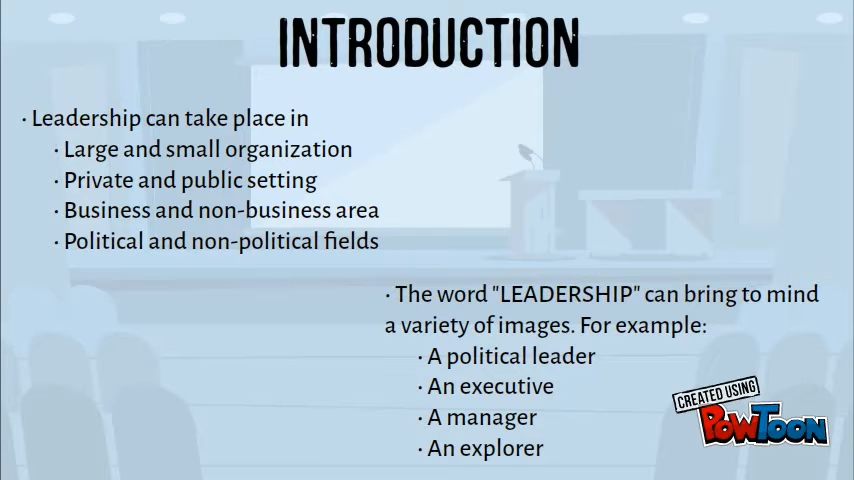 INTRODUCTION
· Leadership can take place in
· Large and small organization
· Private and public setting
· Business and non-business area
· Political and non-political fields
· The word "LEADERSHIP" can bring to mind
a variety of images. For example:
· A political leader
· An executive
· A manager
· An explorer
CREATED USING
POWTOON